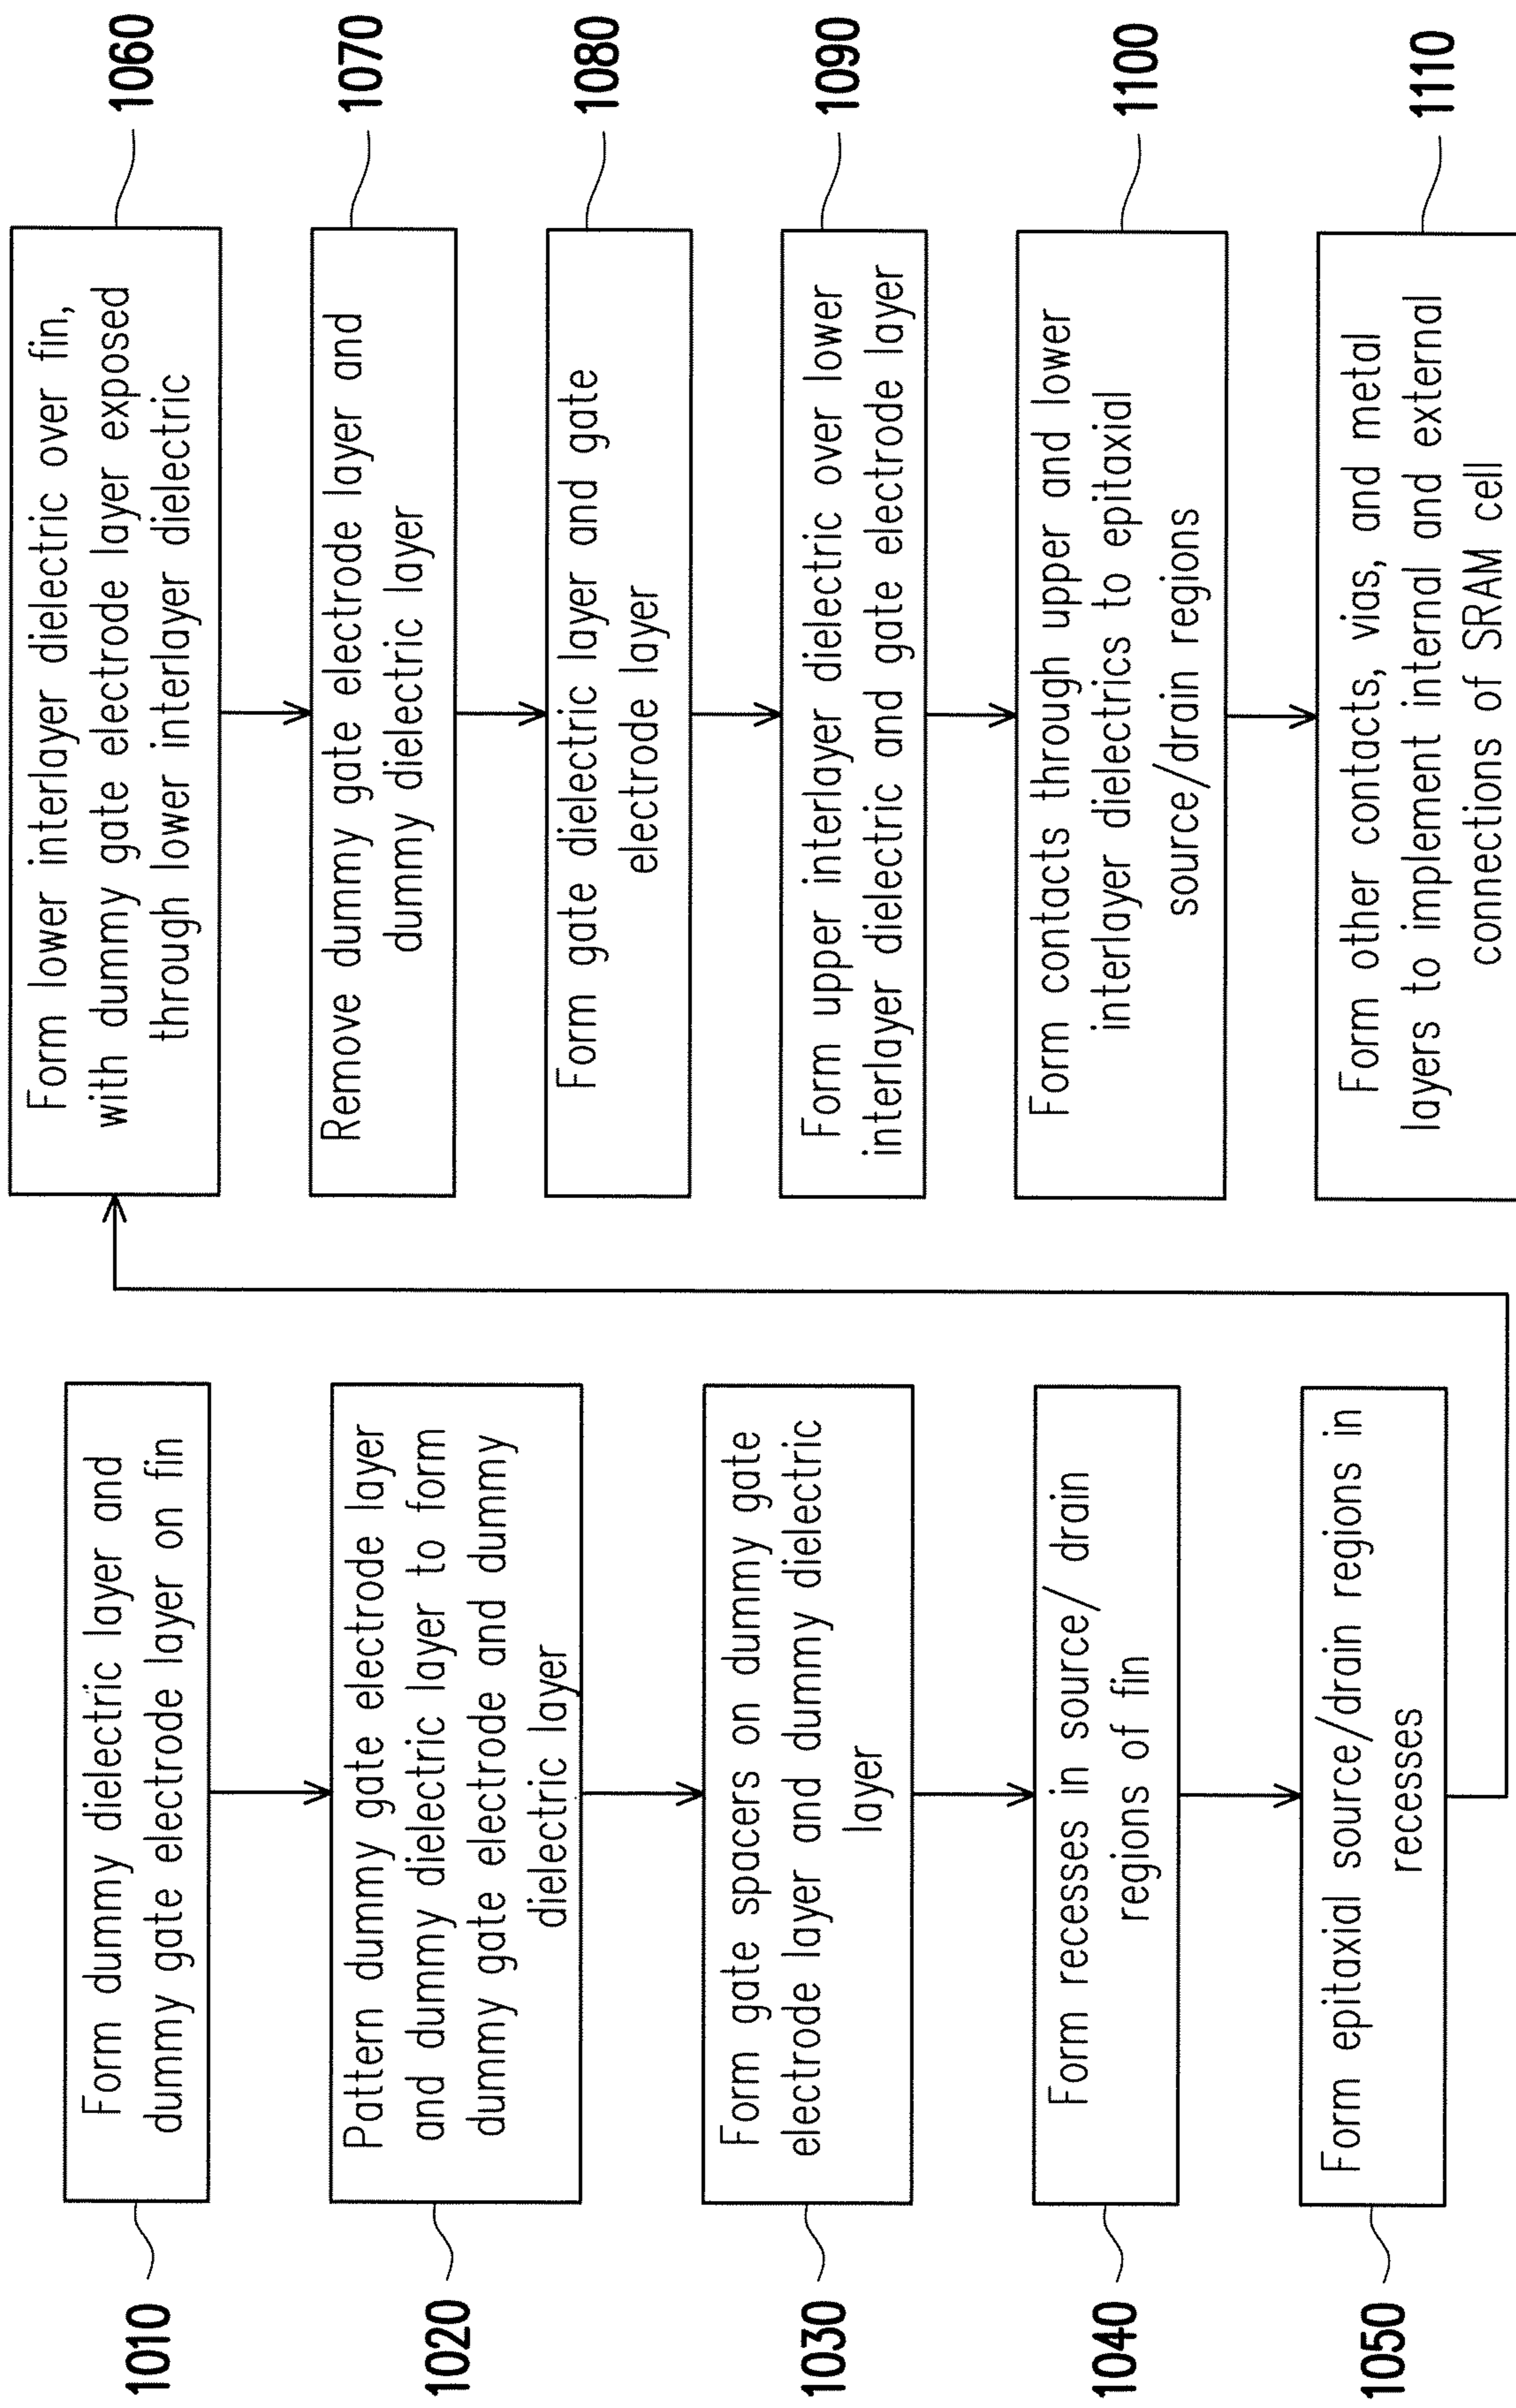 1010
Form dummy dielectric layer and
dummy gate electrode layer on fin
1020
Pattern dummy gate electrode layer
and dummy dielectric layer to form
dummy gate electrode and dummy
dielectric layer
1030
Form gate spacers on dummy gate
electrode layer and dummy dielectric
layer
1040
Form recesses in source/ drain
regions of fin
1050
Form epitaxial source/drain regions in
recesses
1060
Form lower interlayer dielectric over fin,
with dummy gate electrode layer exposed
through lower interlayer dielectric
1070
Remove dummy gate electrode layer and
dummy dielectric layer
1080
Form gate dielectric layer and gate
electrode layer
1090
Form upper interlayer dielectric over lower
interlayer dielectric and gate electrode layer
1100
Form contacts through upper and lower
interlayer dielectrics to epitaxial
source/drain regions
1110
Form other contacts, vias, and metal
layers to implement internal and external
connections of SRAM cell